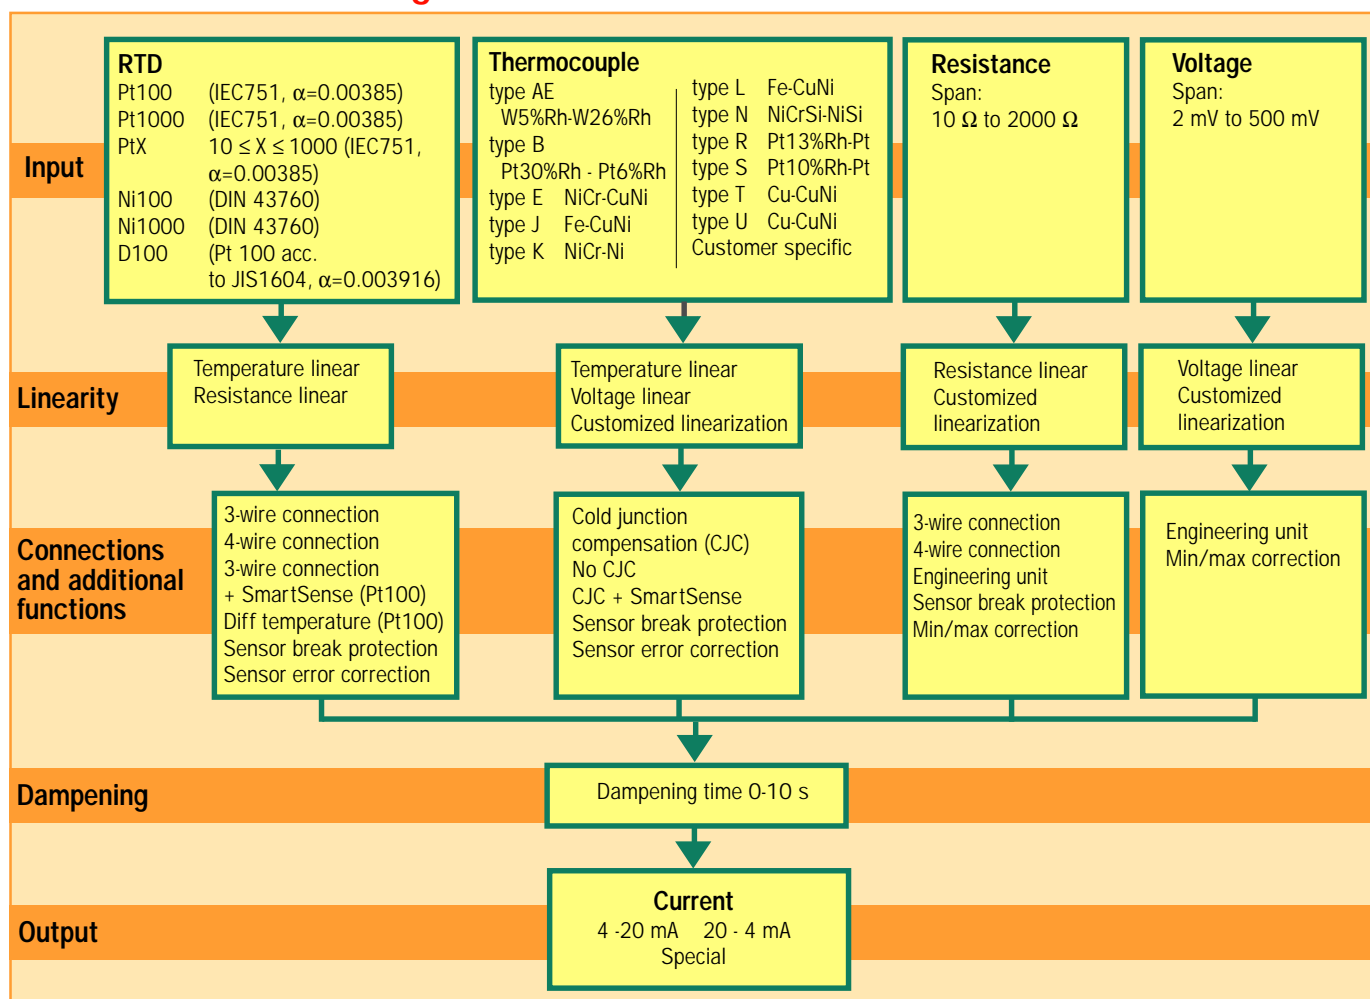 RTD
Pt100 (IEC751, α=0.00385)
Pt1000 (IEC751, α=0.00385)
PtX 10 ≤ X ≤ 1000 (IEC751,
α=0.00385)
Ni100 (DIN 43760)
Ni1000 (DIN 43760)
D100 (Pt 100 acc.
to JIS1604, α=0.003916)
Thermocouple
type AE
W5%Rh-W26%Rh
type B
Pt30%Rh - Pt6%Rh
type E NiCr-CuNi
type J Fe-CuNi
type K NiCr-Ni
type L Fe-CuNi
type N NiCrSi-NiSi
type R Pt13%Rh-Pt
type S Pt10%Rh-Pt
type T Cu-CuNi
type U Cu-CuNi
Customer specific
Resistance
Span:
10 Ω to 2000 Ω
Voltage
Span:
2 mV to 500 mV
Input
Linearity
Temperature linear
Resistance linear
Temperature linear
Voltage linear
Customized linearization
Resistance linear
Customized
linearization
Voltage linear
Customized
linearization
Connections
and additional
functions
3-wire connection
4-wire connection
3-wire connection
+ SmartSense (Pt100)
Diff temperature (Pt100)
Sensor break protection
Sensor error correction
Cold junction
compensation (CJC)
No CJC
CJC + SmartSense
Sensor break protection
Sensor error correction
3-wire connection
4-wire connection
Engineering unit
Sensor break protection
Min/max correction
Engineering unit
Min/max correction
Dampening
Dampening time 0-10 s
Output
Current
4 -20 mA 20 - 4 mA
Special